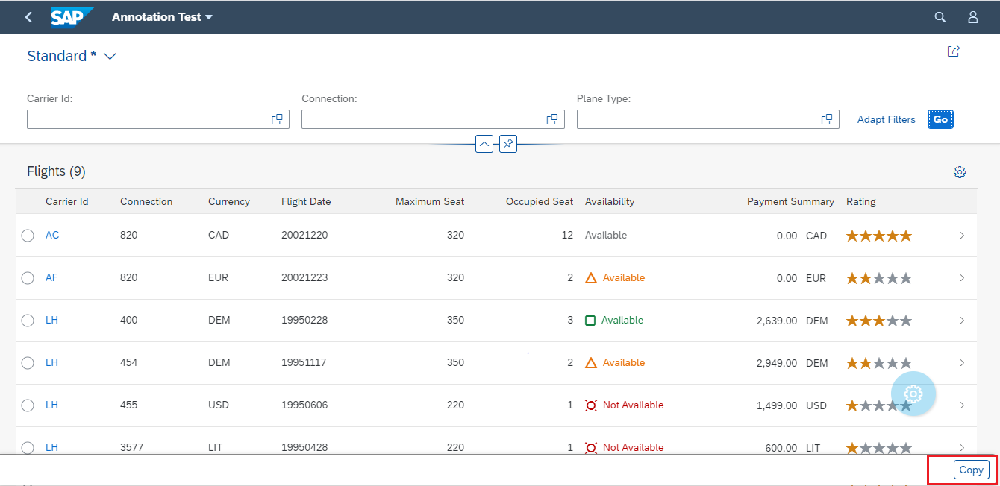 SAP Annotation Test
Standard *
Carrier Id: Connection: Plane Type:
Adapt Filters Go
Flights (9)
Carrier Id Connection Currency Flight Date Maximum Seat Occupied Seat Availability Payment Summary Rating
AC 820 CAD 20021220 320 12 Available 0.00 CAD
AF 820 EUR 20021223 320 2 Available 0.00 EUR
LH 400 DEM 19950228 350 3 Available 2,639.00 DEM
LH 454 DEM 19951117 350 2 Available 2,949.00 DEM
LH 455 USD 19950606 220 1 Not Available 1,499.00 USD
LH 3577 LIT 19950428 220 1 Not Available 600.00 LIT
Copy